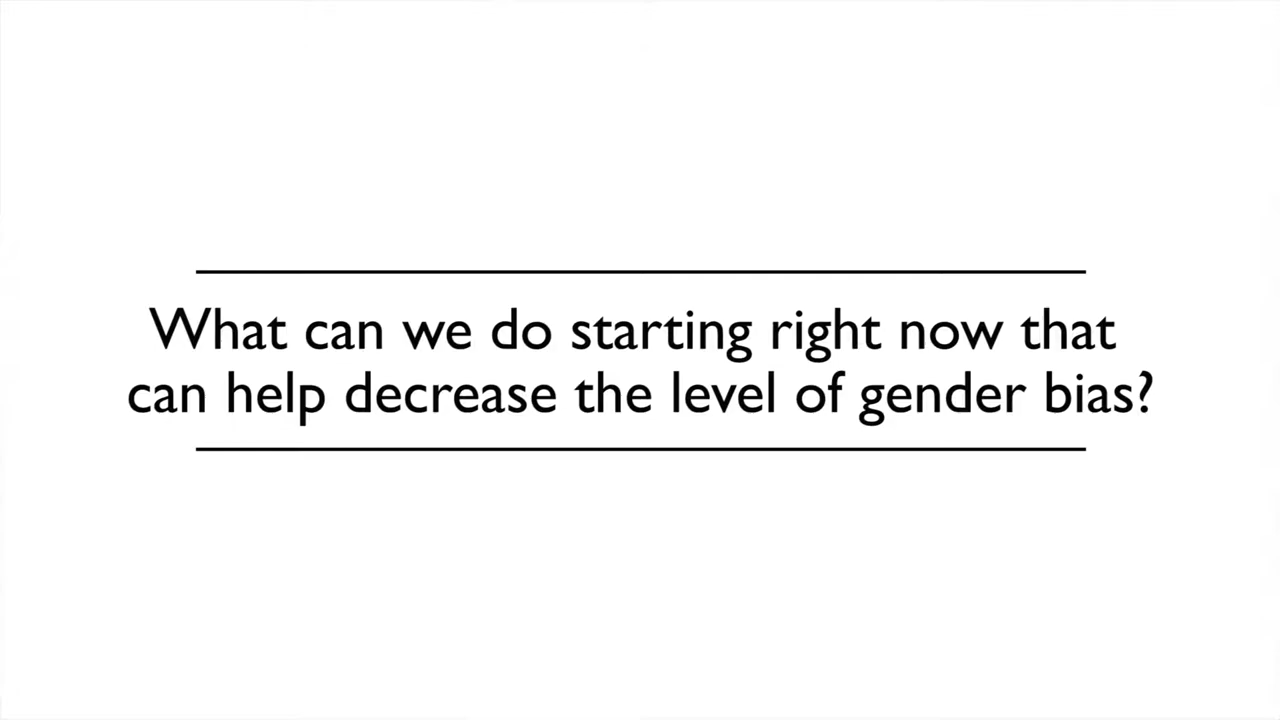 What can we do starting right now that
can help decrease the level of gender bias?